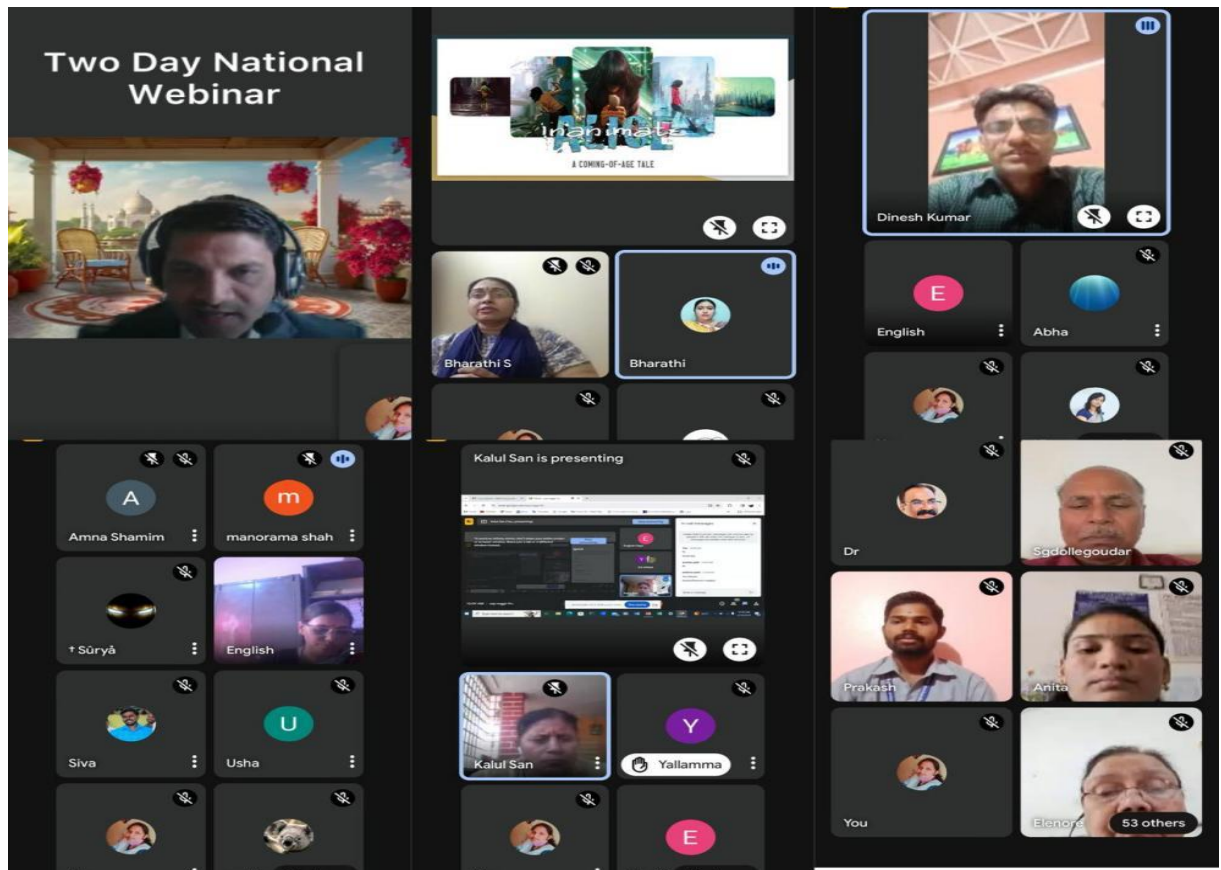 Two Day National
Webinar
inanimate
ALICE
A COMING-OF-AGE TALE
Bharathi S
Bharathi
Dinesh Kumar
E
English
Abha
A
Amna Shamim
m
manorama shah
† Sûryå
English
Siva
U
Usha
Kalul San is presenting
Kalul San
Y
Yallamma
E
Dr
Sgdollegoudar
Prakash
Anita
You
Elenore
53 others